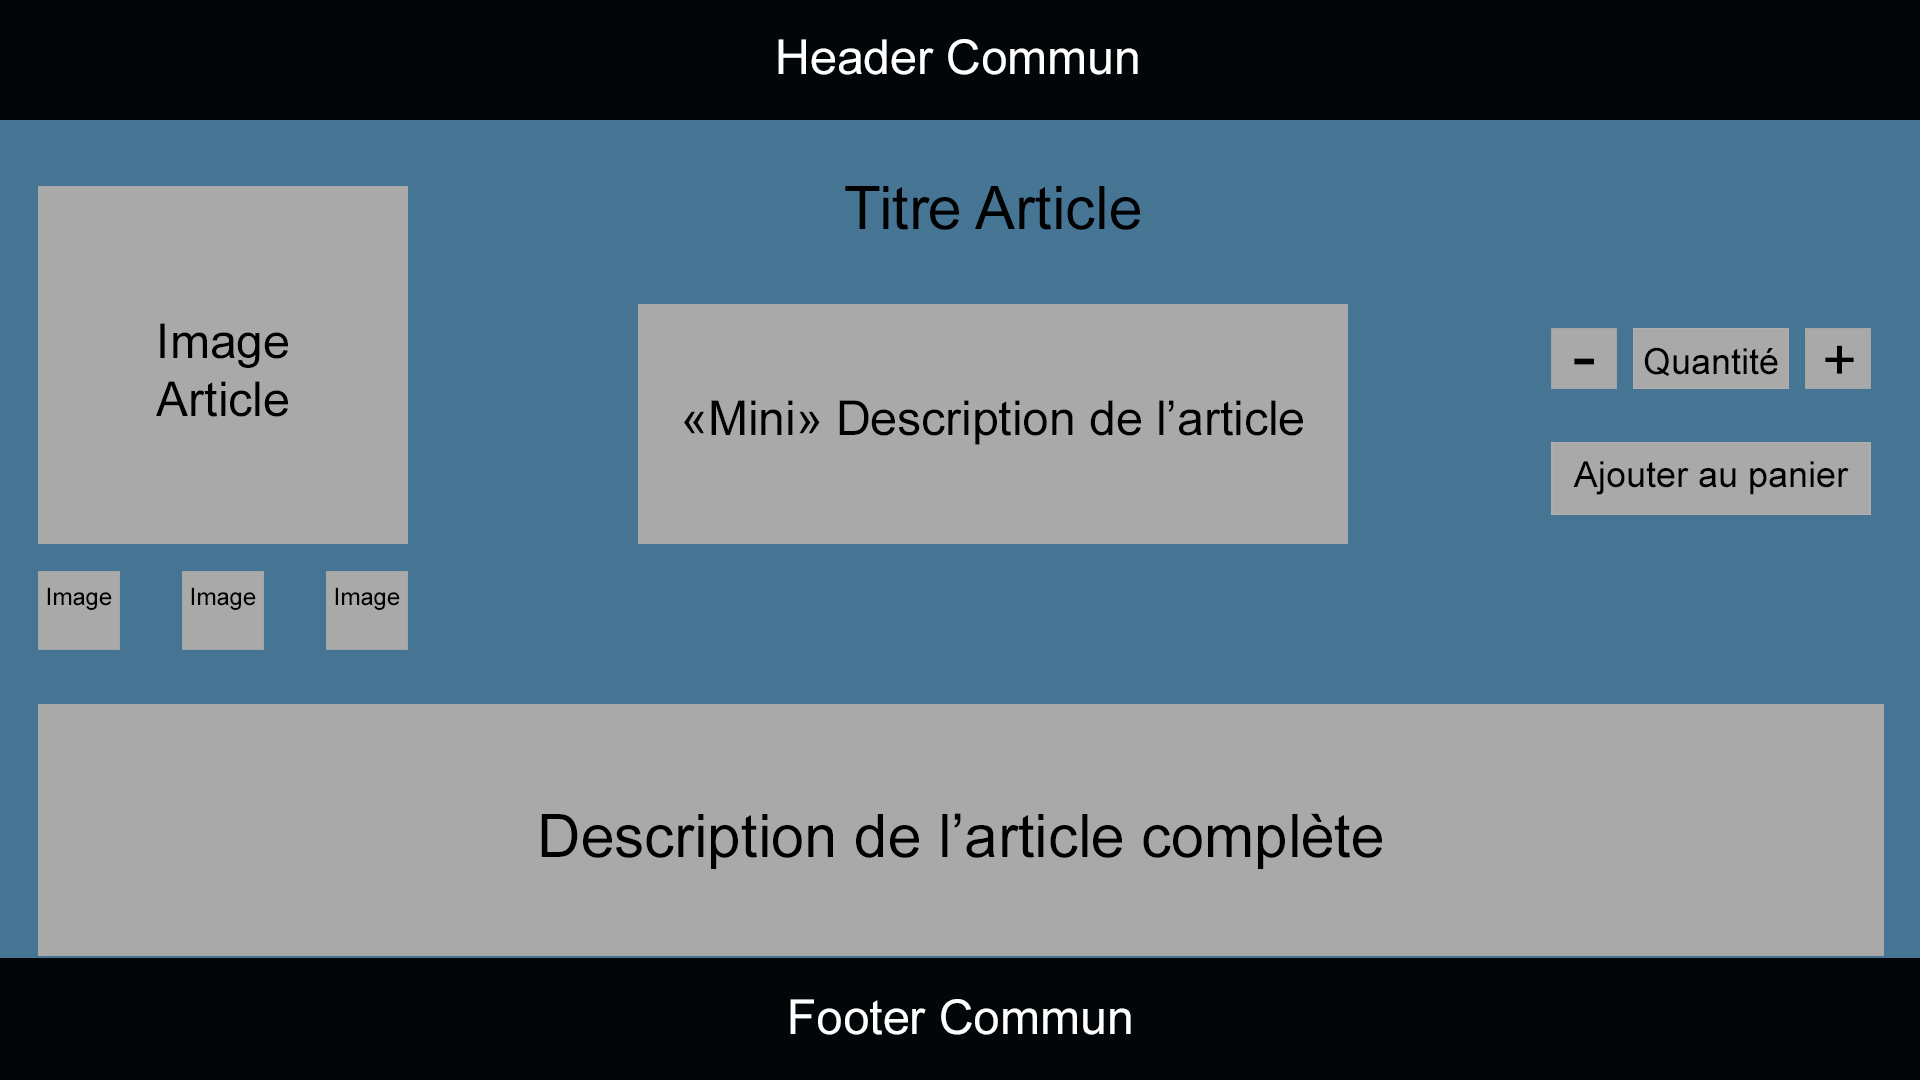 Header Commun
Titre Article
Image
Article
«Mini» Description de l’article
- Quantité +
Ajouter au panier
Image Image Image
Description de l’article complète
Footer Commun